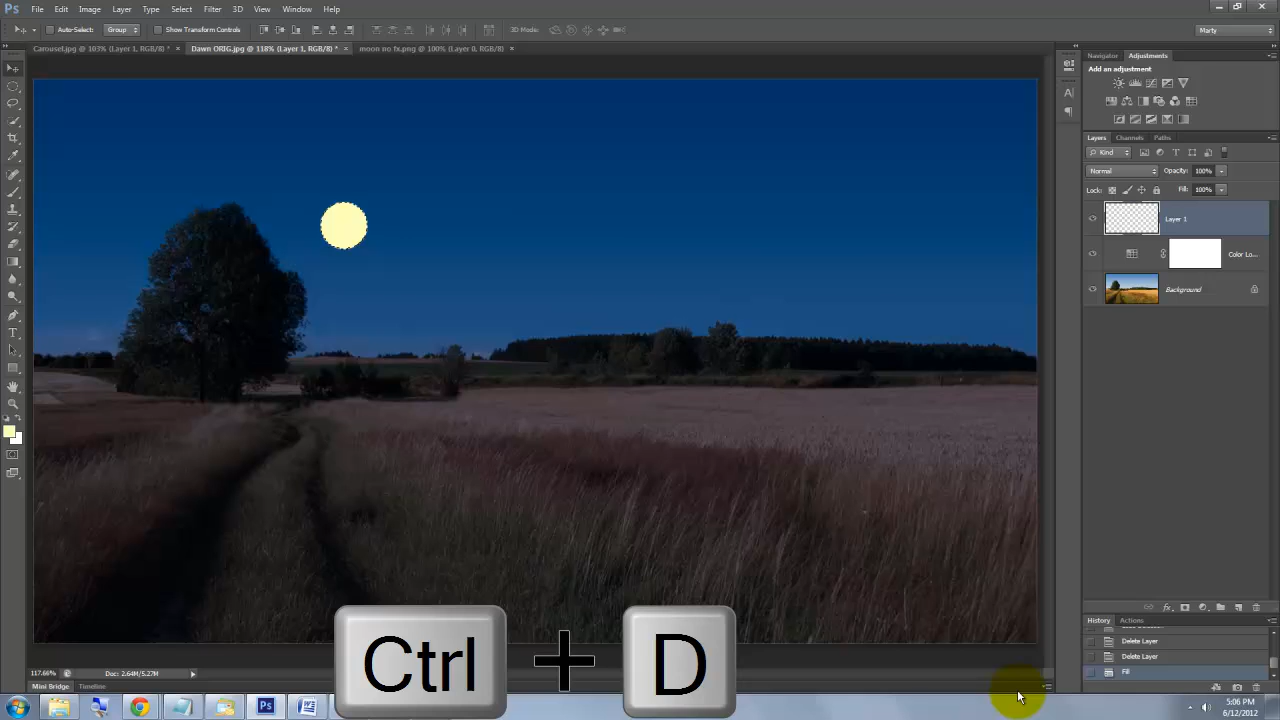 Ps File Edit Image Layer Type Select Filter 3D View Window Help
Auto-Select: Group Show Transform Controls 3D Mode: Marty
Carousel.jpg @ 103% (Layer 1, RGB/8) * × Dawn ORIG.jpg @ 118% (Layer 1, RGB/8) * × moon no fx.png @ 100% (Layer 0, RGB/8) ×
Navigator Adjustments
Add an adjustment
Layers Channels Paths
Kind
Normal Opacity: 100%
Lock: Fill: 100%
Layer 1
Color Lo...
Background
History Actions
Delete Layer
Delete Layer
Fill
Ctrl + D
117.66% Doc: 2.64M/5.27M
Mini Bridge Timeline
Ps W 5:06 PM
6/12/2012